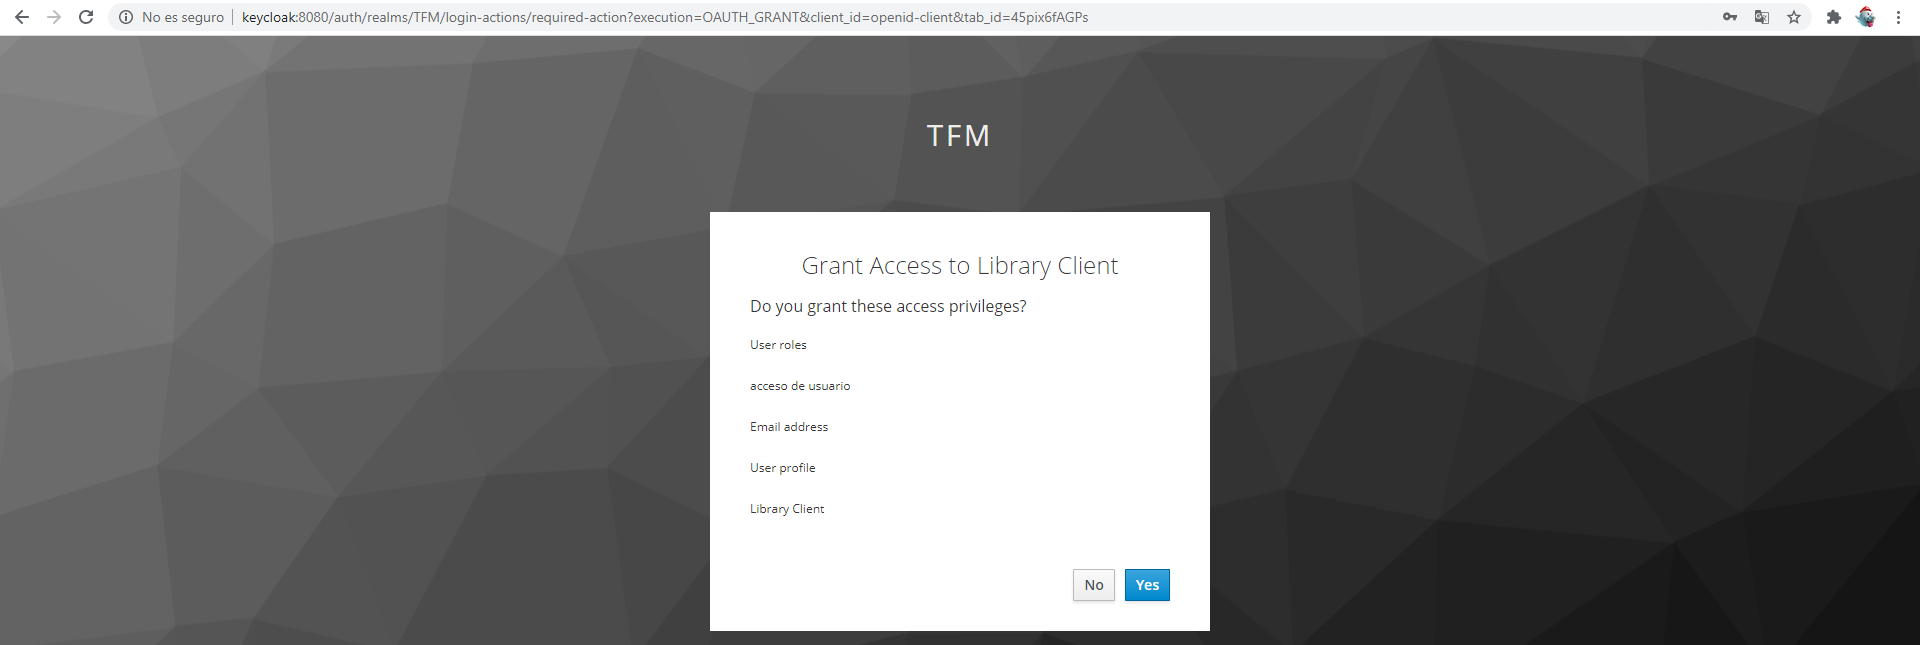 No es seguro
keycloak:8080/auth/realms/TFM/login-actions/required-action?execution=OAUTH_GRANT&client_id=openid-client&tab_id=45pix6fAGPs
TFM
Grant Access to Library Client
Do you grant these access privileges?
User roles
acceso de usuario
Email address
User profile
Library Client
No
Yes